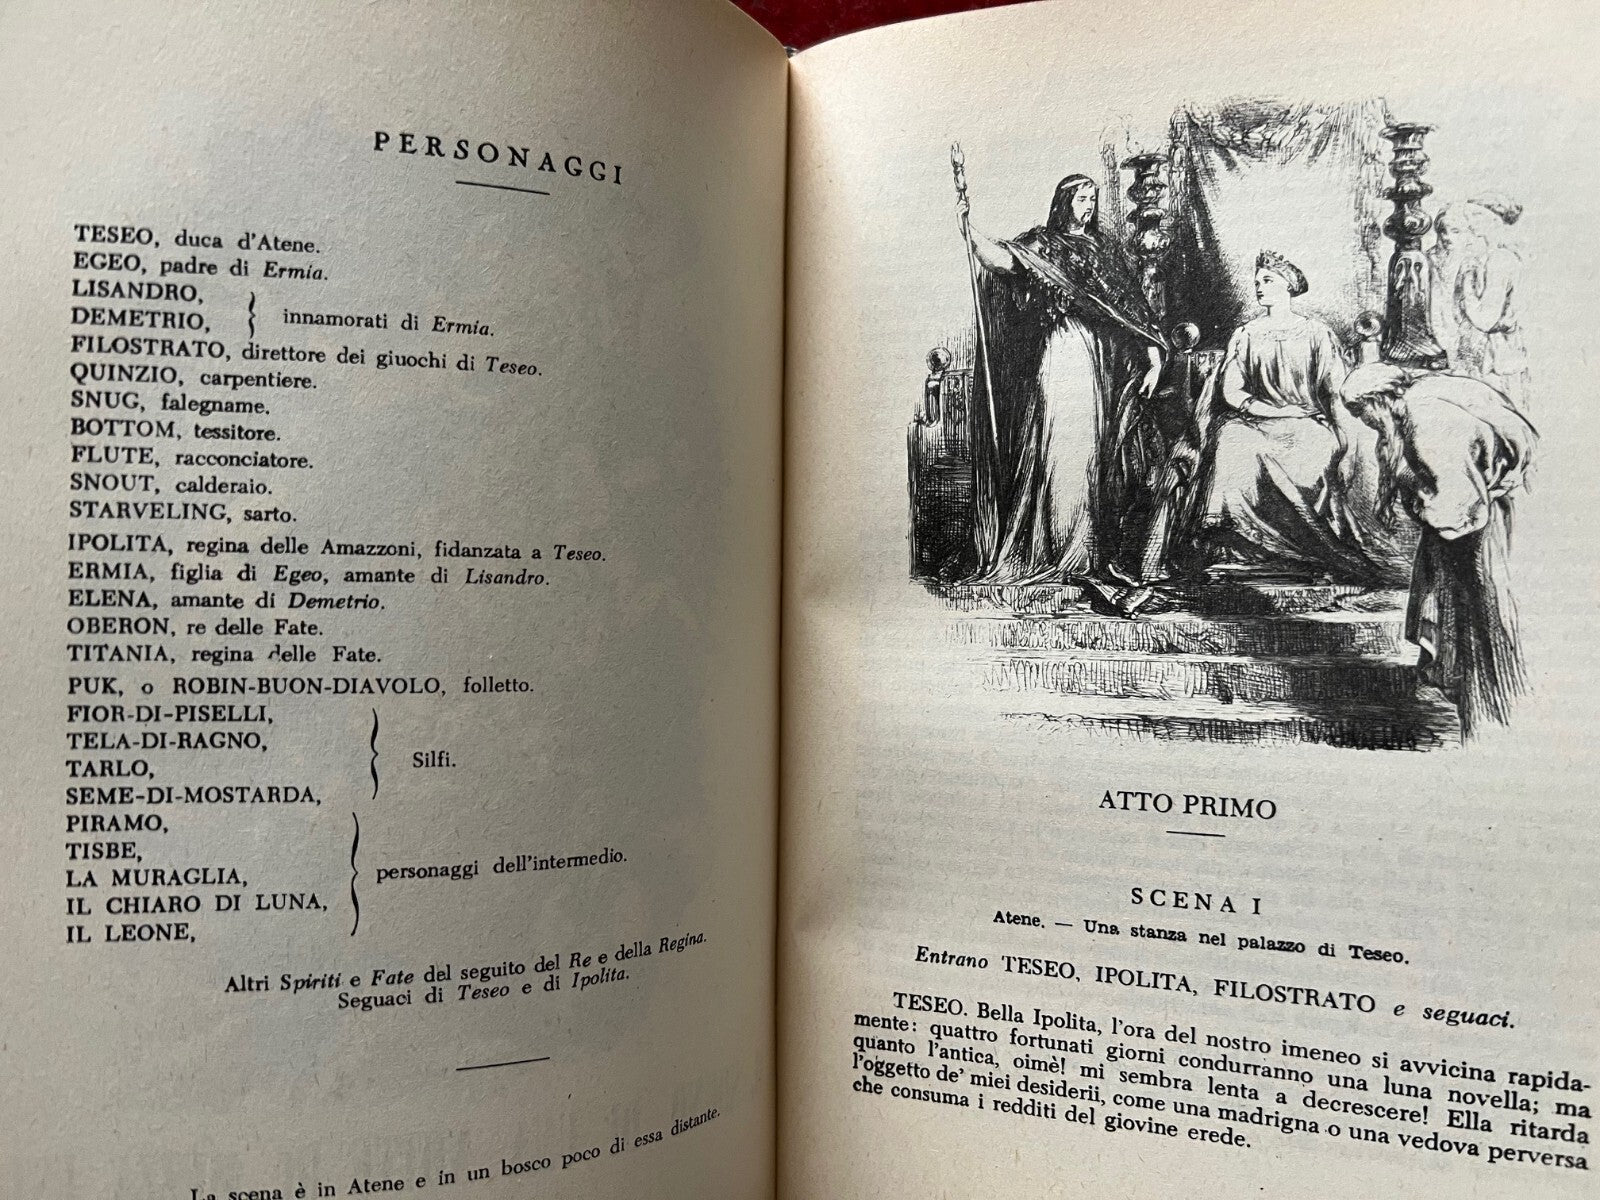 PERSONAGGI
TESEO, duca d'Atene.
EGEO, padre di Ermia.
LISANDRO,
DEMETRIO,
innamorati di Ermia.
FILOSTRATO, direttore dei giuochi di Teseo.
QUINZIO, carpentiere.
SNUG, falegname.
BOTTOM, tessitore.
FLUTE, racconciatore.
SNOUT, calderaio.
STARVELING, sarto.
IPOLITA, regina delle Amazzoni, fidanzata a Teseo.
ERMIA, figlia di Egeo, amante di Lisandro.
ELENA, amante di Demetrio.
OBERON, re delle Fate.
TITANIA, regina delle Fate.
PUK, o ROBIN-BUON-DIAVOLO, folletto.
FIOR-DI-PISELLI,
TELA-DI-RAGNO,
TARLO,
SEME-DI-MOSTARDA,
Silfi.
PIRAMO,
TISBE,
LA MURAGLIA,
IL CHIARO DI LUNA,
IL LEONE,
personaggi dell'intermedio.
Altri Spiriti e Fate del seguito del Re e della Regina.
Seguaci di Teseo e di Ipolita.
La scena è in Atene e in un bosco poco di essa distante.
ATTO PRIMO
SCENA I
Atene. — Una stanza nel palazzo di Teseo.
Entrano TESEO, IPOLITA, FILOSTRATO e seguaci.
TESEO. Bella Ipolita, l'ora del nostro imeneo si avvicina rapida-
mente: quattro fortunati giorni condurranno una luna novella; ma
quanto l'antica, oimè! mi sembra lenta a decrescere! Ella ritarda
l'oggetto de' miei desiderii, come una madrigna o una vedova perversa
che consuma i redditi del giovine erede.